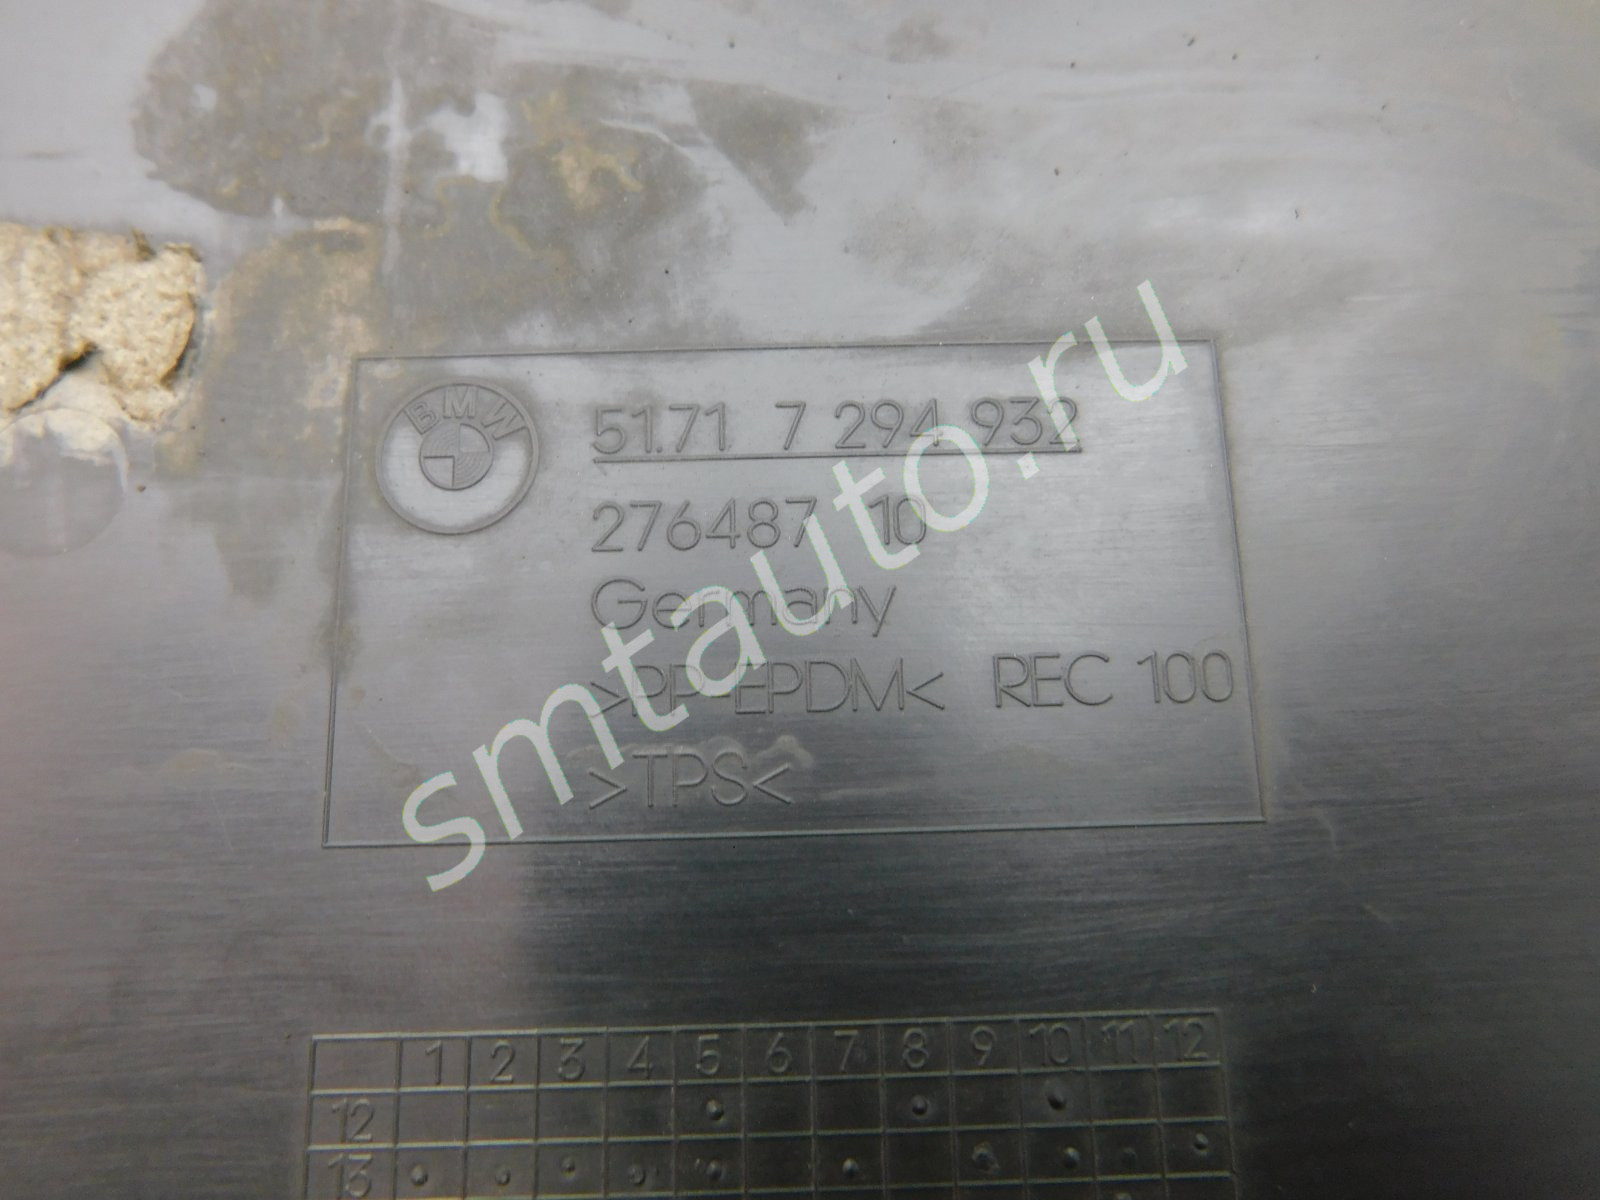 BMW
51.71 7 294 932
276487 10
Germany
>PP-EPDM< REC 100
>TPS<
smtauto.ru
1 2 3 4 5 6 7 8 9 10 11 12
12
13